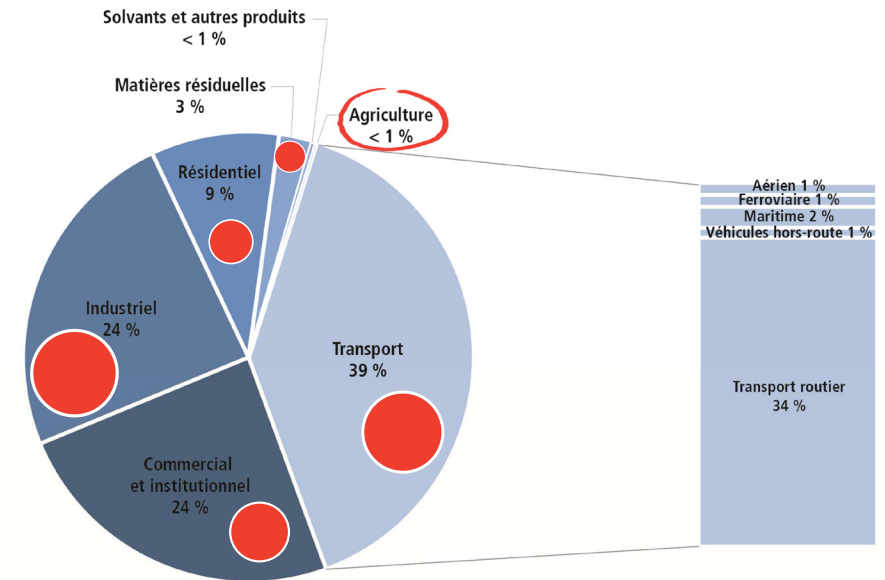 Solvants et autres produits
< 1 %
Matières résiduelles
3 %
Agriculture
< 1 %
Résidentiel
9 %
Industriel
24 %
Commercial
et institutionnel
24 %
Transport
39 %
Aérien 1 %
Ferroviaire 1 %
Maritime 2 %
Véhicules hors-route 1 %
Transport routier
34 %